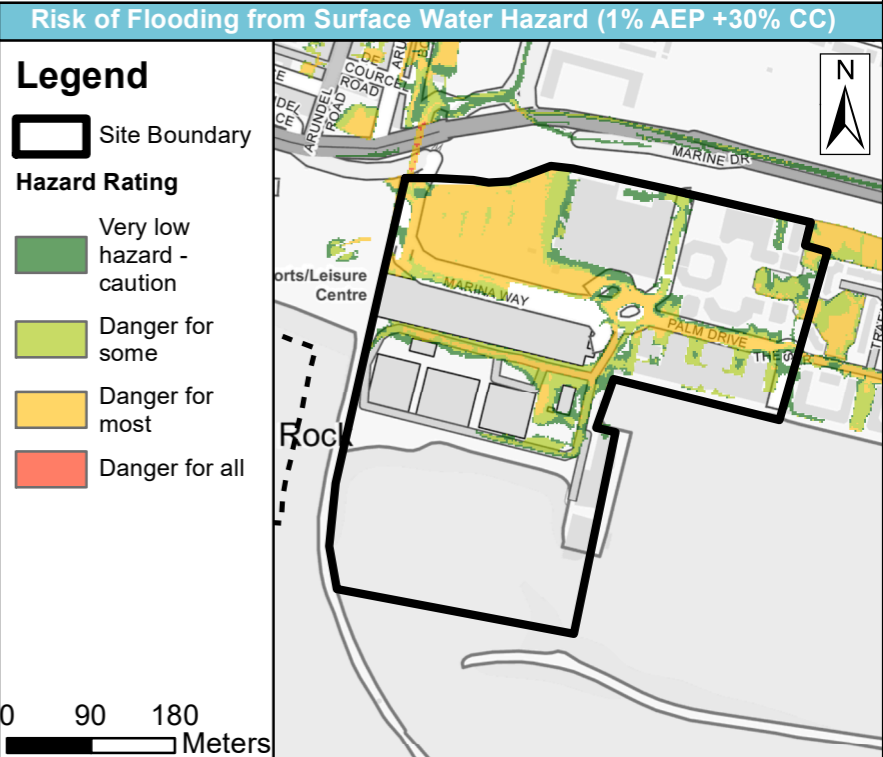 Risk of Flooding from Surface Water Hazard (1% AEP +30% CC)
Legend
Site Boundary
Hazard Rating
Very low
hazard -
caution
Danger for
some
Danger for
most
Danger for all
0 90 180
Meters
N
DE
COURCE
ROAD
ARUNDEL
ROAD
MARINE DR
orts/Leisure
Centre
MARINA WAY
PALM DRIVE
Rock